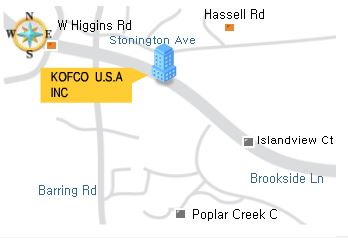 N
W E
S
W Higgins Rd
Hassell Rd
Stonington Ave
KOFCO U.S.A
INC
Islandview Ct
Brookside Ln
Barring Rd
Poplar Creek C